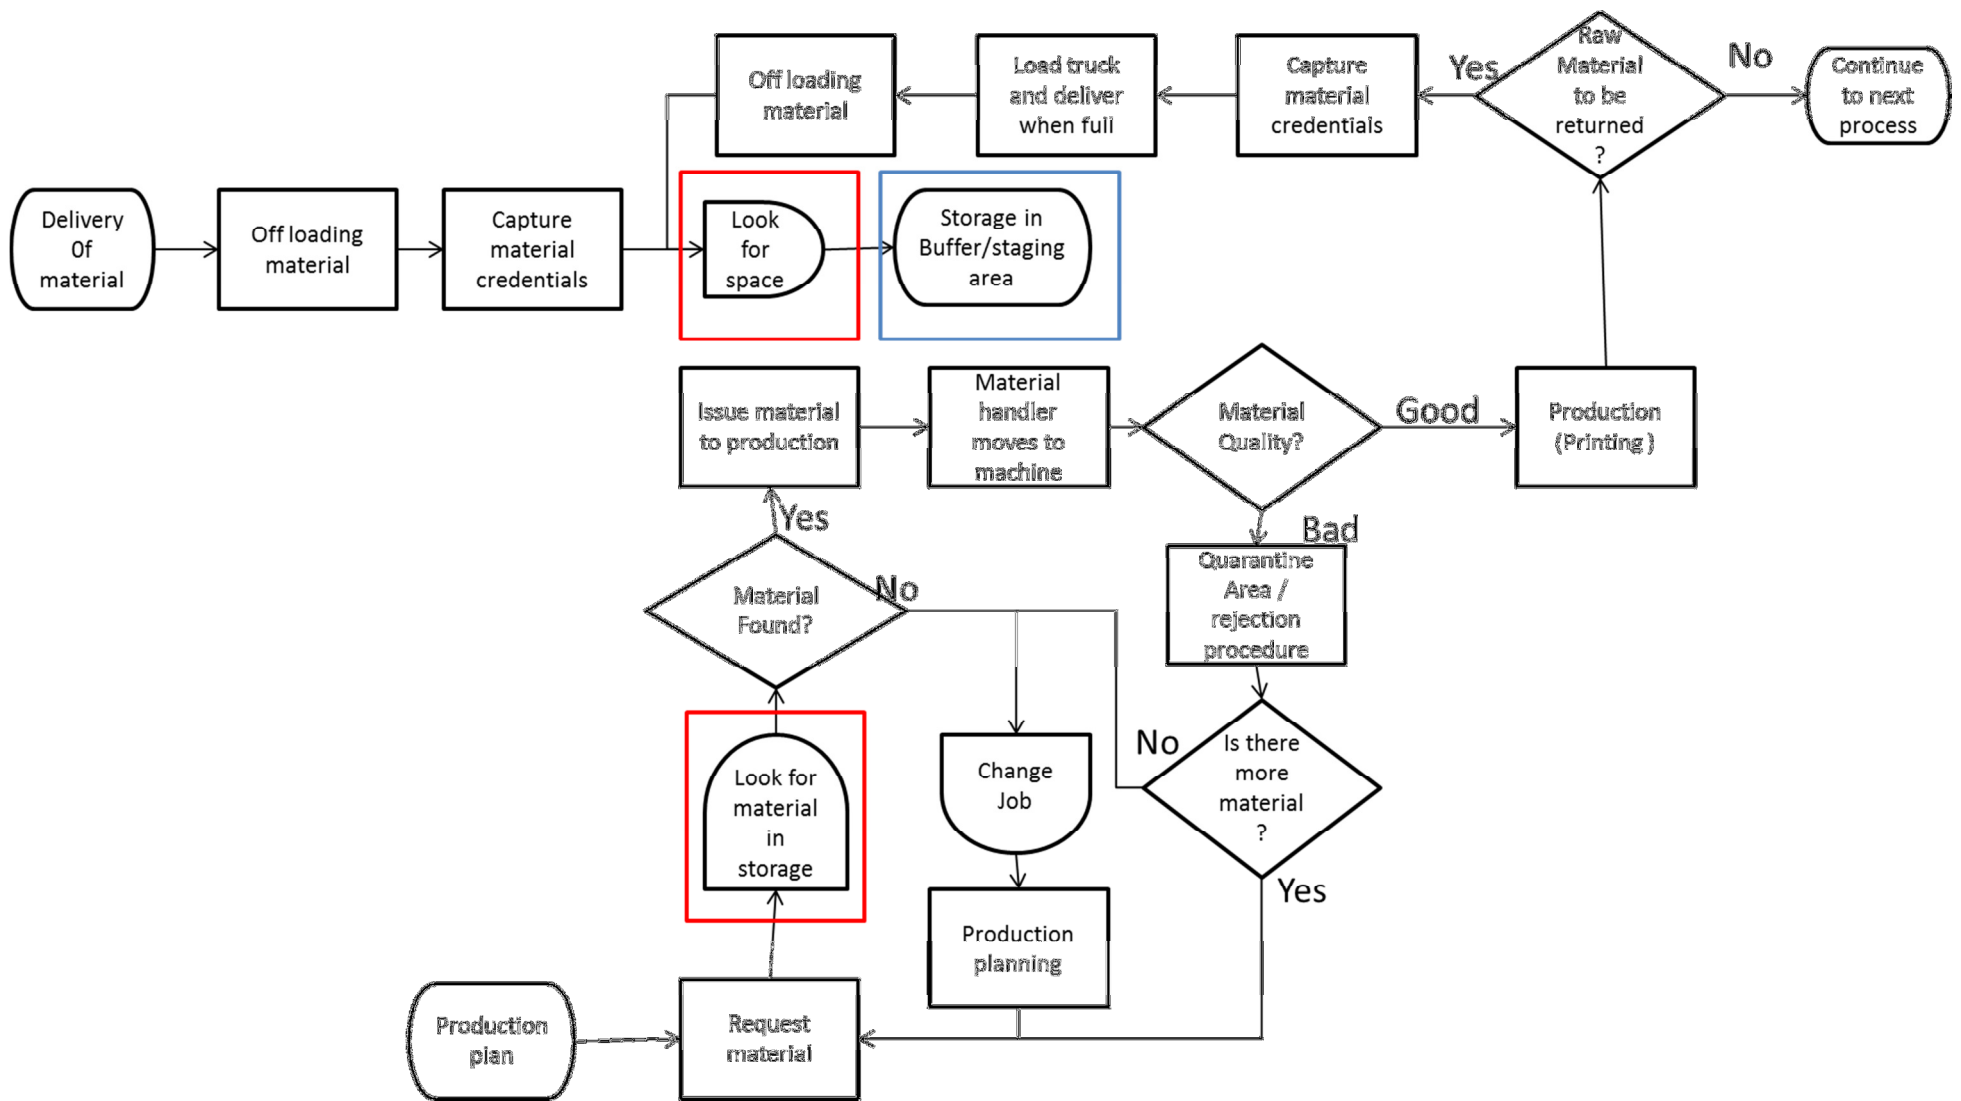 Off loading
material
Load truck
and deliver
when full
Capture
material
credentials
Yes
Raw
Material
to be
returned
?
No
Continue
to next
process
Delivery
0f
material
Off loading
material
Capture
material
credentials
Look
for
space
Storage in
Buffer/staging
area
Issue material
to production
Material
handler
moves to
machine
Material
Quality?
Good
Production
(Printing )
Yes
Bad
Material
Found?
No
Quarantine
Area /
rejection
procedure
Look for
material
in
storage
Change
Job
No
Is there
more
material
?
Yes
Production
planning
Production
plan
Request
material